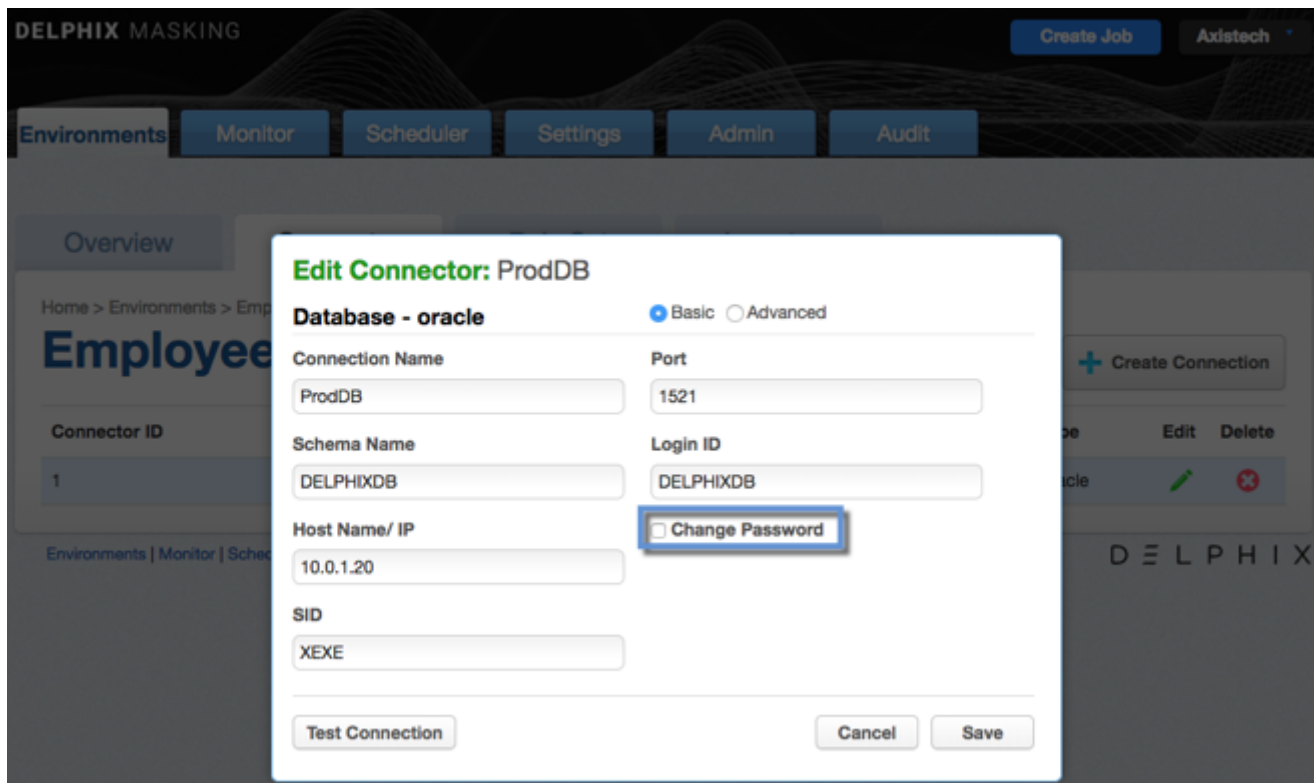 DELPHIX MASKING
Create Job
Axistech
Environments
Monitor
Scheduler
Settings
Admin
Audit
Overview
Edit Connector: ProdDB
Home > Environments > Emp
Database - oracle
Basic
Advanced
Employee
Connection Name
Port
Create Connection
ProdDB
1521
Connector ID
Schema Name
Login ID
Edit
Delete
1
DELPHIXDB
DELPHIXDB
Host Name/ IP
Change Password
Environments | Monitor | Sched
10.0.1.20
DELPHIX
SID
XEXE
Test Connection
Cancel
Save